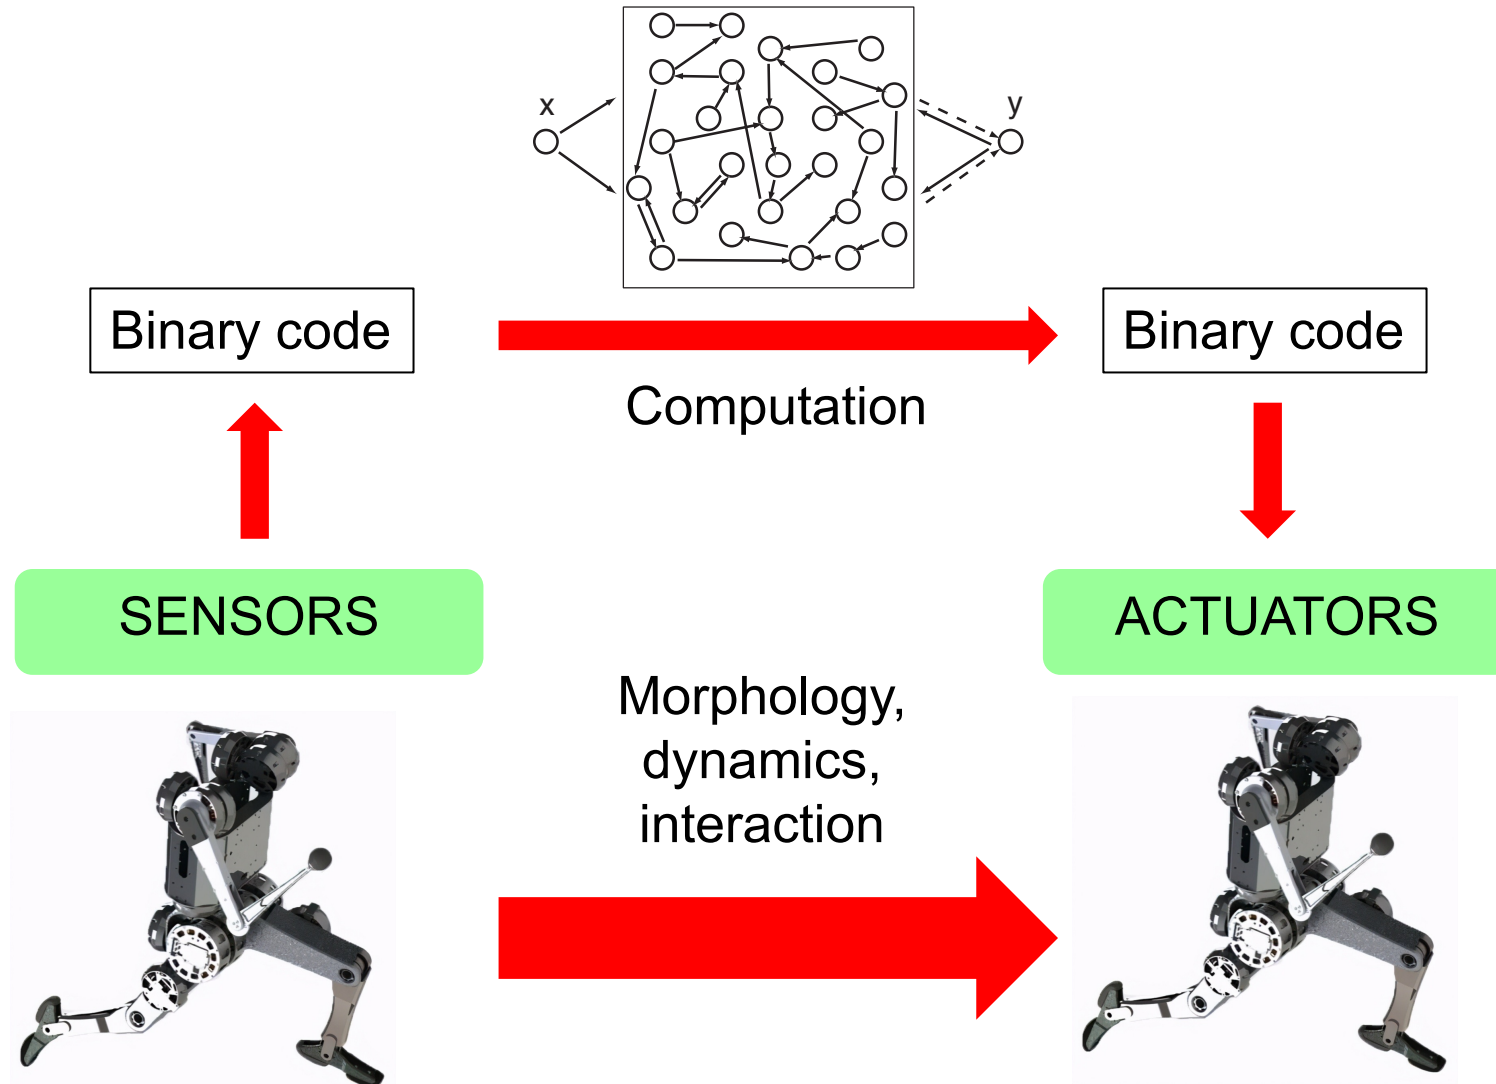 x
y
Binary code
Binary code
Computation
SENSORS
ACTUATORS
Morphology,
dynamics,
interaction